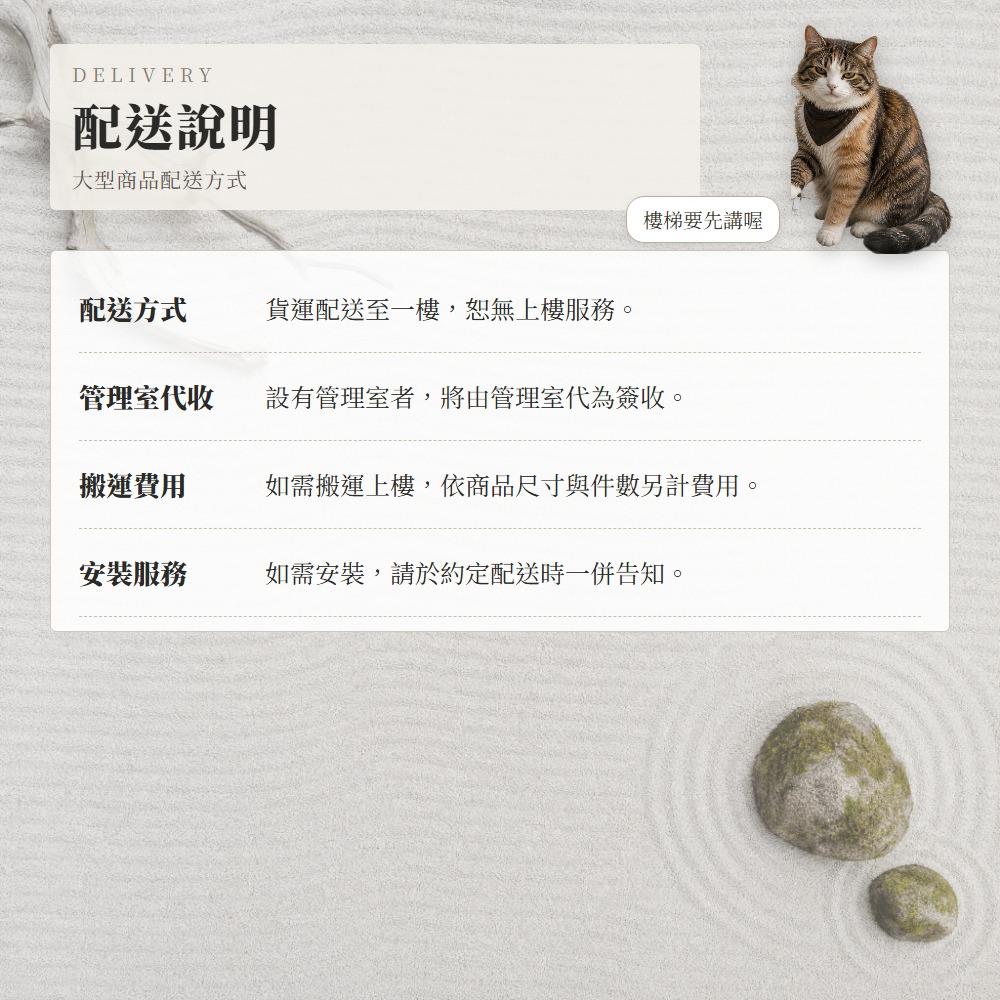 DELIVERY
配送說明
大型商品配送方式
樓梯要先講喔
配送方式 貨運配送至一樓，恕無上樓服務。
管理室代收 設有管理室者，將由管理室代為簽收。
搬運費用 如需搬運上樓，依商品尺寸與件數另計費用。
安裝服務 如需安裝，請於約定配送時一併告知。